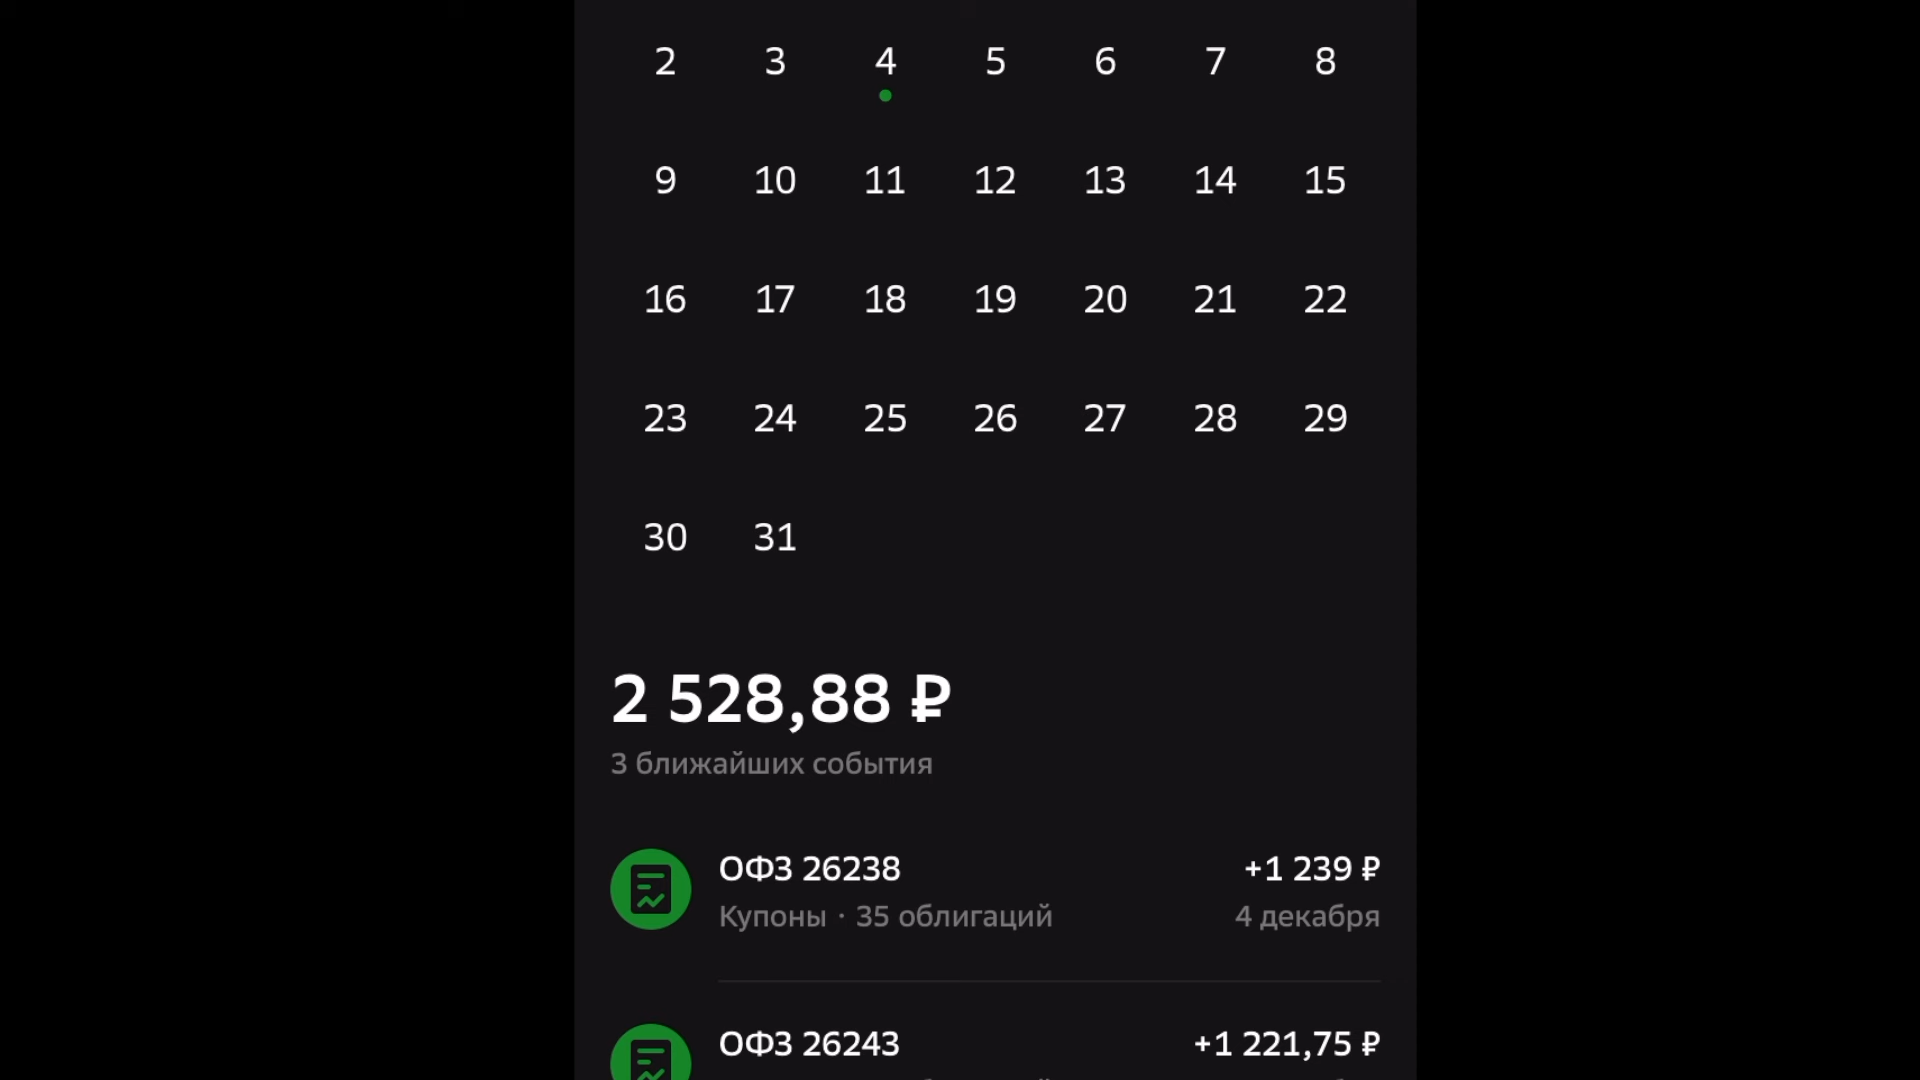 2 3 4 5 6 7 8
9 10 11 12 13 14 15
16 17 18 19 20 21 22
23 24 25 26 27 28 29
30 31
2 528,88 ₽
3 ближайших события
ОФЗ 26238 +1 239 ₽
Купоны · 35 облигаций 4 декабря
ОФЗ 26243 +1 221,75 ₽